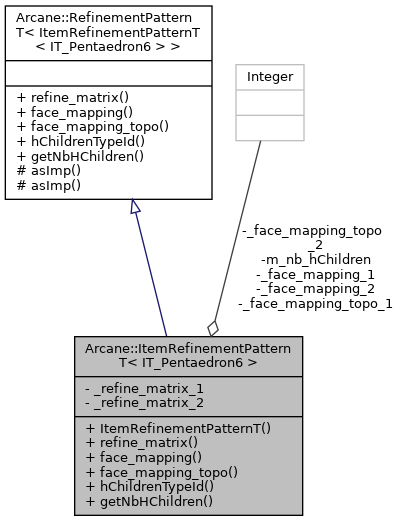 Arcane::RefinementPattern
T< ItemRefinementPatternT
< IT_Pentaedron6 > >
+ refine_matrix()
+ face_mapping()
+ face_mapping_topo()
+ hChildrenTypeId()
+ getNbHChildren()
# asImp()
# asImp()
Integer
-_face_mapping_topo
_2
-m_nb_hChildren
-_face_mapping_1
-_face_mapping_2
-_face_mapping_topo_1
Arcane::ItemRefinementPattern
T< IT_Pentaedron6 >
- _refine_matrix_1
- _refine_matrix_2
+ ItemRefinementPatternT()
+ refine_matrix()
+ face_mapping()
+ face_mapping_topo()
+ hChildrenTypeId()
+ getNbHChildren()